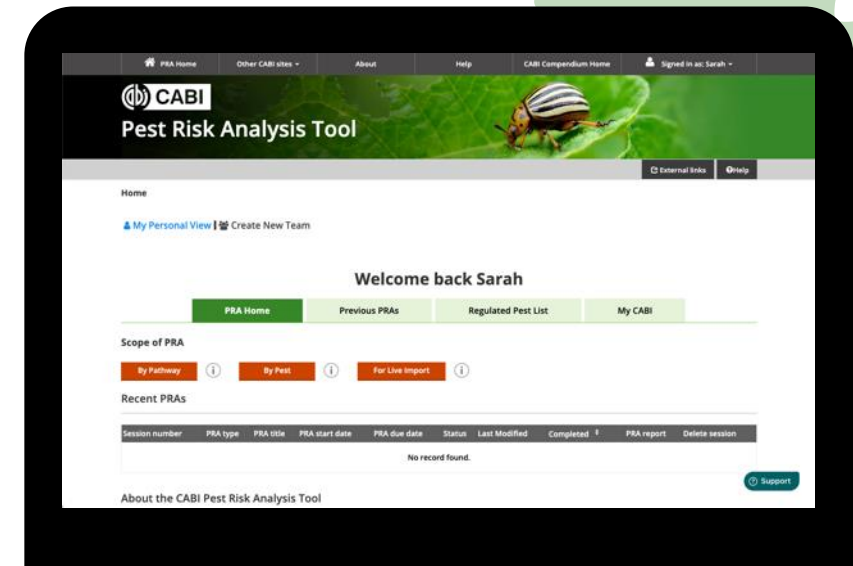 PRA Home Other CABI sites About Help CABI Compendium Home Signed in as: Sarah
CABI
Pest Risk Analysis Tool
External links Help
Home
My Personal View | Create New Team
Welcome back Sarah
PRA Home Previous PRAs Regulated Pest List My CABI
Scope of PRA
By Pathway i By Pest i For Live Import i
Recent PRAs
Session number PRA type PRA title PRA start date PRA due date Status Last Modified Completed PRA report Delete session
No record found.
? Support
About the CABI Pest Risk Analysis Tool